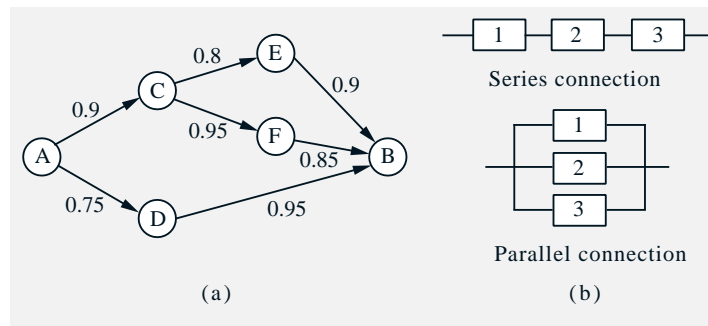 0.8
E
0.9
C
0.9
0.95
F
0.85
B
A
0.75
D
0.95
(a)
1 2 3
Series connection
1
2
3
Parallel connection
(b)